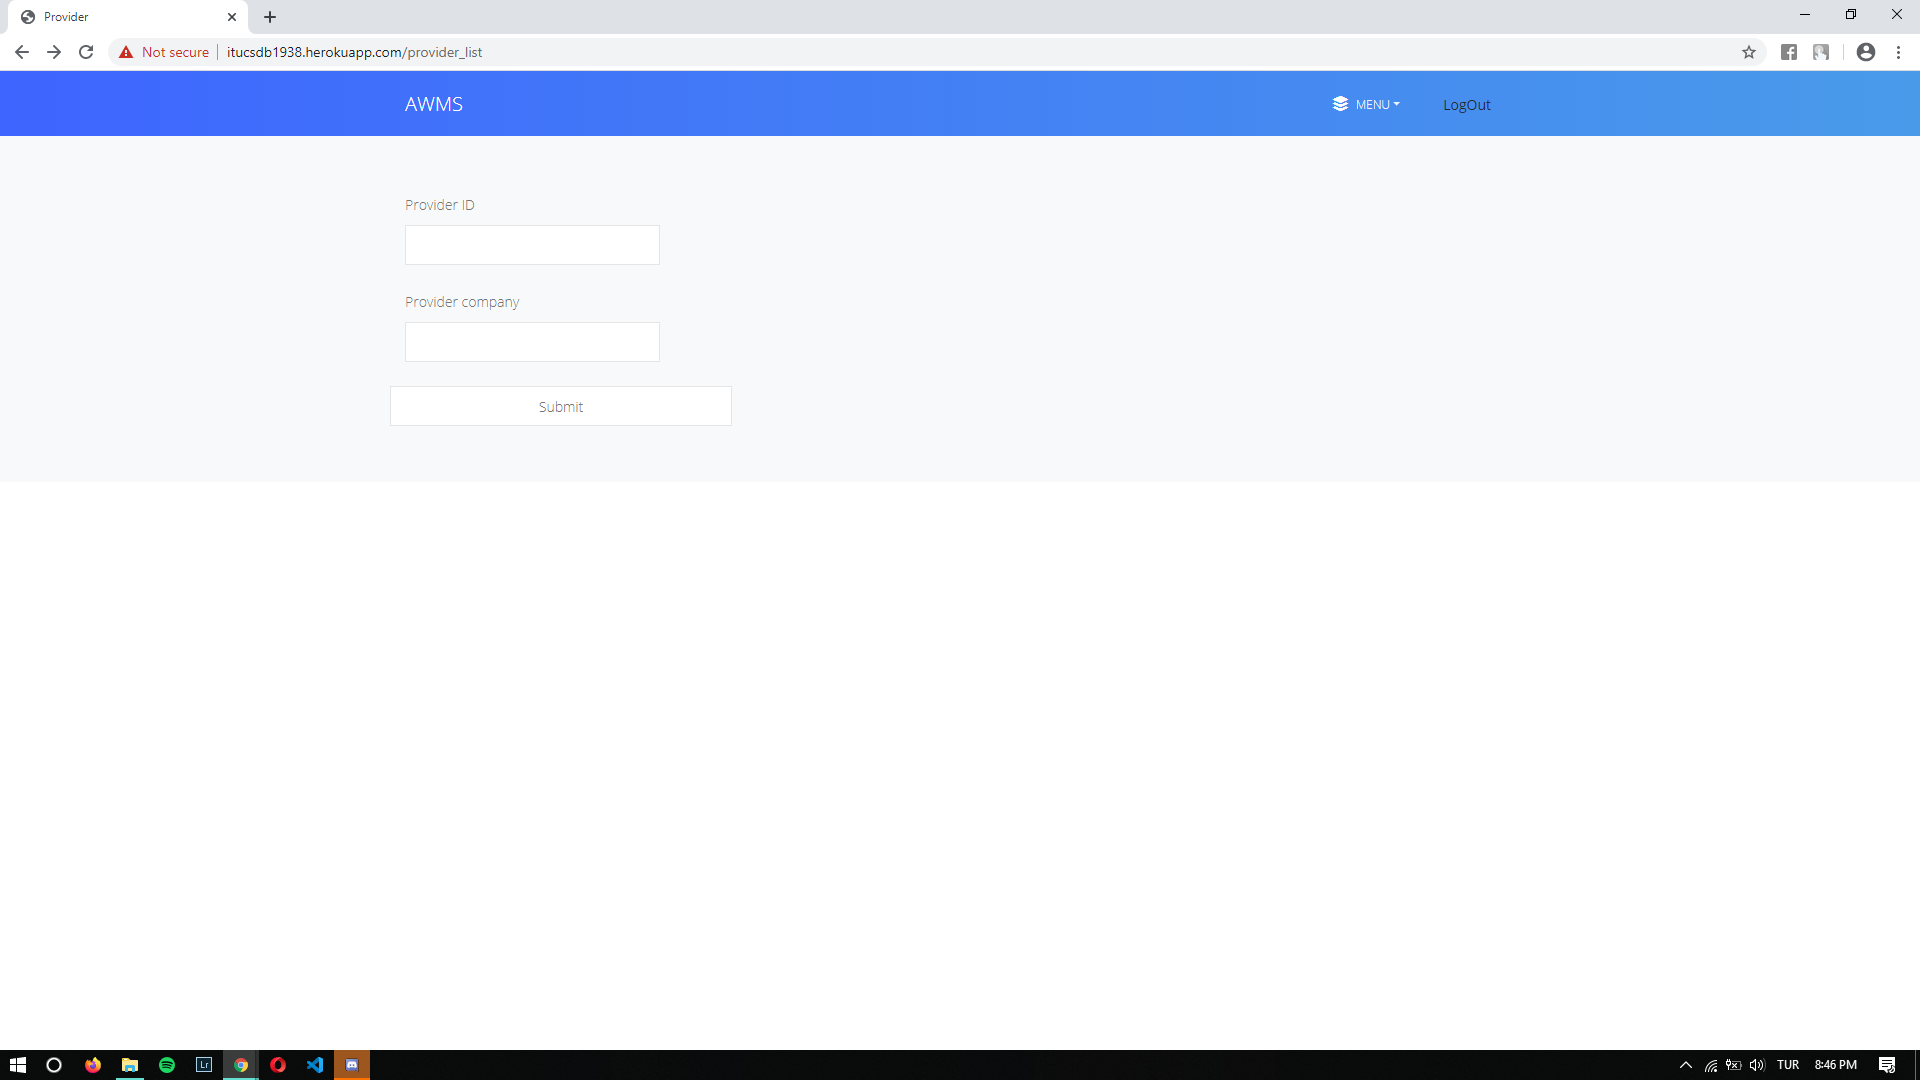 Provider
Not secure
itucsdb1938.herokuapp.com/provider_list
AWMS
MENU
LogOut
Provider ID
Provider company
Submit
Lr
TUR
8:46 PM